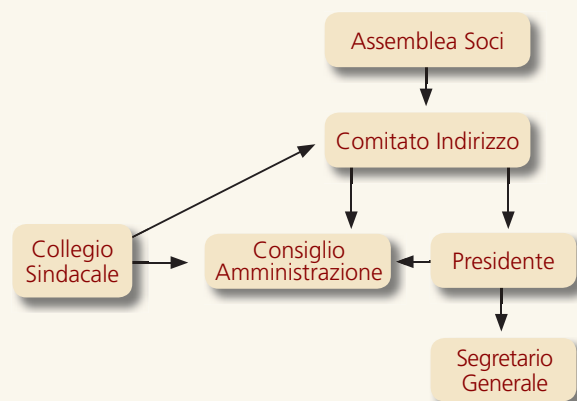 Assemblea Soci
Comitato Indirizzo
Collegio
Sindacale
Consiglio
Amministrazione
Presidente
Segretario
Generale